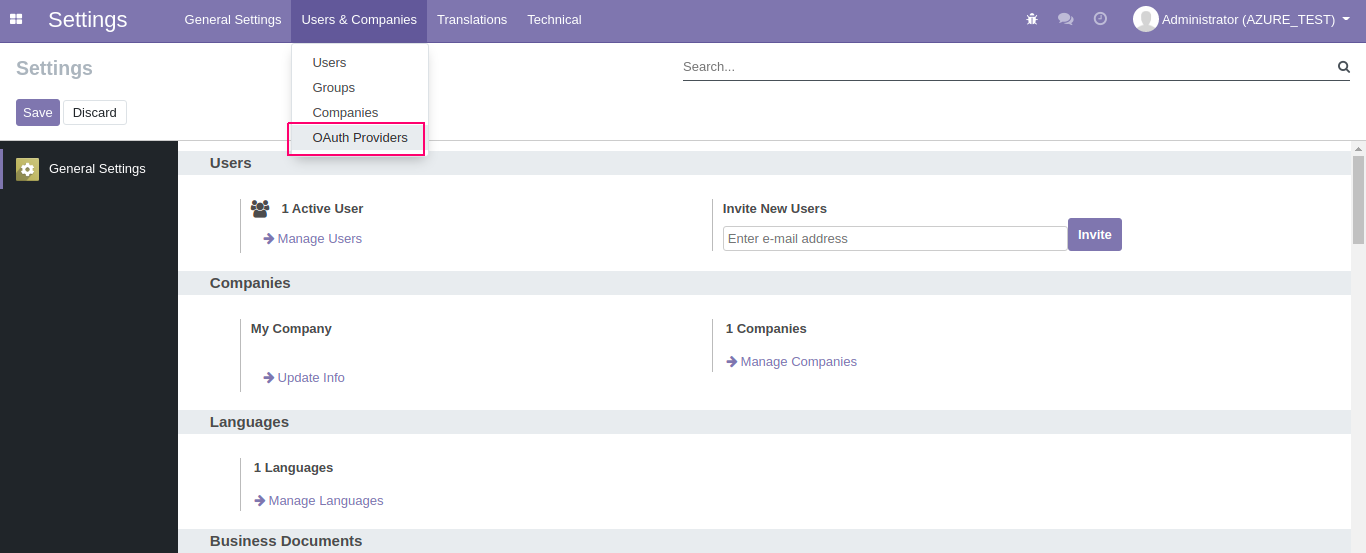 Settings General Settings Users & Companies Translations Technical Administrator (AZURE_TEST)
Users
Groups
Companies
OAuth Providers
Settings
Search...
Save Discard
General Settings
Users
1 Active User
Manage Users
Invite New Users
Enter e-mail address Invite
Companies
My Company
Update Info
1 Companies
Manage Companies
Languages
1 Languages
Manage Languages
Business Documents